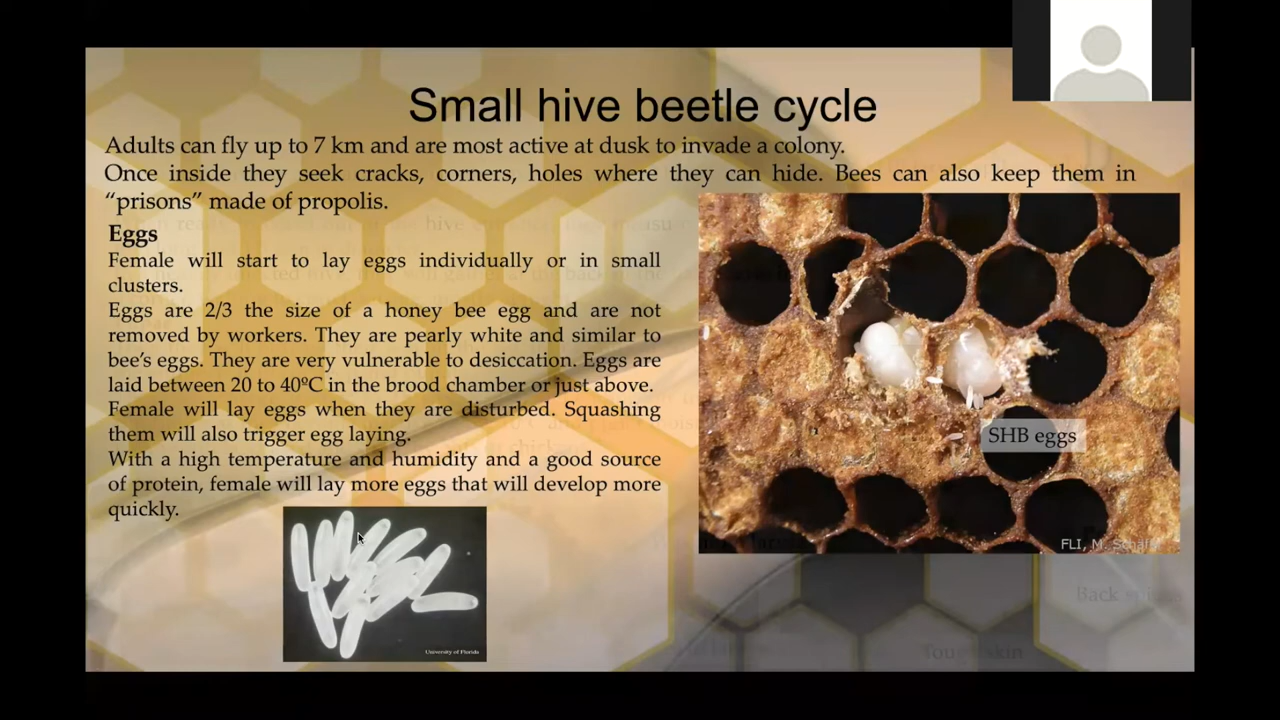 Small hive beetle cycle
Adults can fly up to 7 km and are most active at dusk to invade a colony.
Once inside they seek cracks, corners, holes where they can hide. Bees can also keep them in
“prisons” made of propolis.
Eggs
Female will start to lay eggs individually or in small
clusters.
Eggs are 2/3 the size of a honey bee egg and are not
removed by workers. They are pearly white and similar to
bee’s eggs. They are very vulnerable to desiccation. Eggs are
laid between 20 to 40ºC in the brood chamber or just above.
Female will lay eggs when they are disturbed. Squashing
them will also trigger egg laying.
With a high temperature and humidity and a good source
of protein, female will lay more eggs that will develop more
quickly.
SHB eggs
FLI, M.
University of Florida
Back
skin